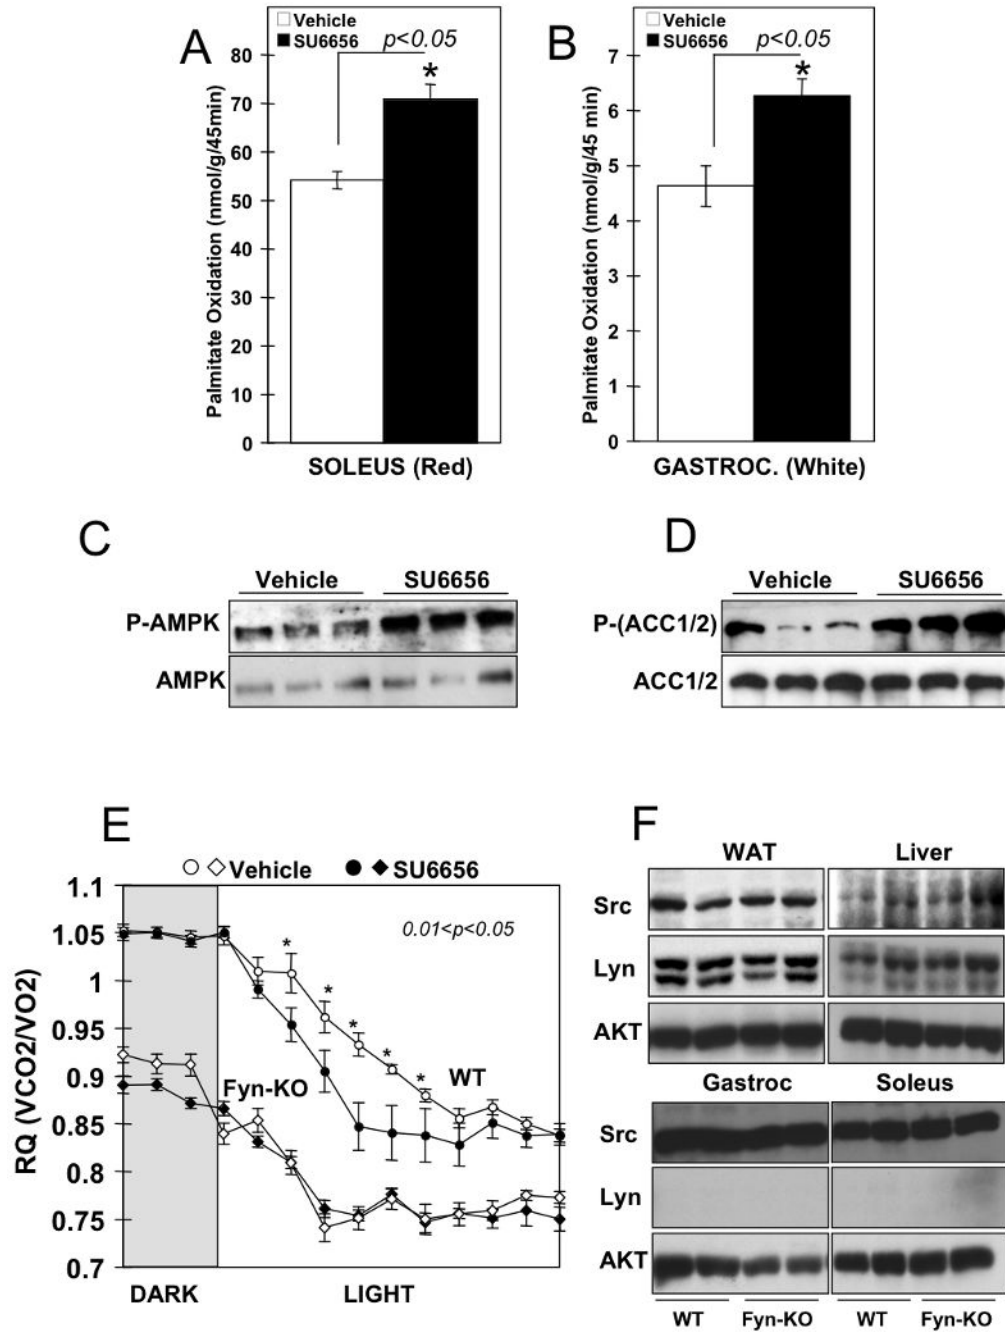 A
Vehicle
SU6656
p<0.05
*
Palmitate Oxidation (nmol/g/45min)
80
70
60
50
40
30
20
10
0
SOLEUS (Red)
B
Vehicle
SU6656
p<0.05
*
Palmitate Oxidation (nmol/g/45 min)
7
6
5
4
3
2
1
0
GASTROC. (White)
C
Vehicle SU6656
P-AMPK
AMPK
D
Vehicle SU6656
P-(ACC1/2)
ACC1/2
E
Vehicle SU6656
RQ (VCO2/VO2)
1.1
1.05
1
0.95
0.9
0.85
0.8
0.75
0.7
0.01<p<0.05
* * * * *
Fyn-KO
WT
DARK LIGHT
F
WAT Liver
Src
Lyn
AKT
Gastroc Soleus
Src
Lyn
AKT
WT Fyn-KO WT Fyn-KO